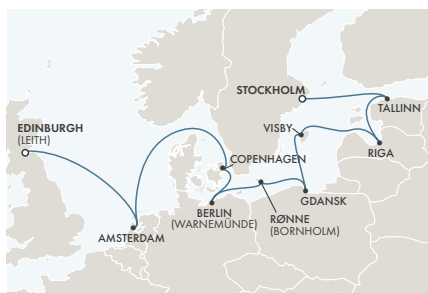 STOCKHOLM
TALLINN
EDINBURGH
(LEITH)
VISBY
RIGA
COPENHAGEN
GDANSK
BERLIN
(WARNEMÜNDE)
RØNNE
(BORNHOLM)
AMSTERDAM